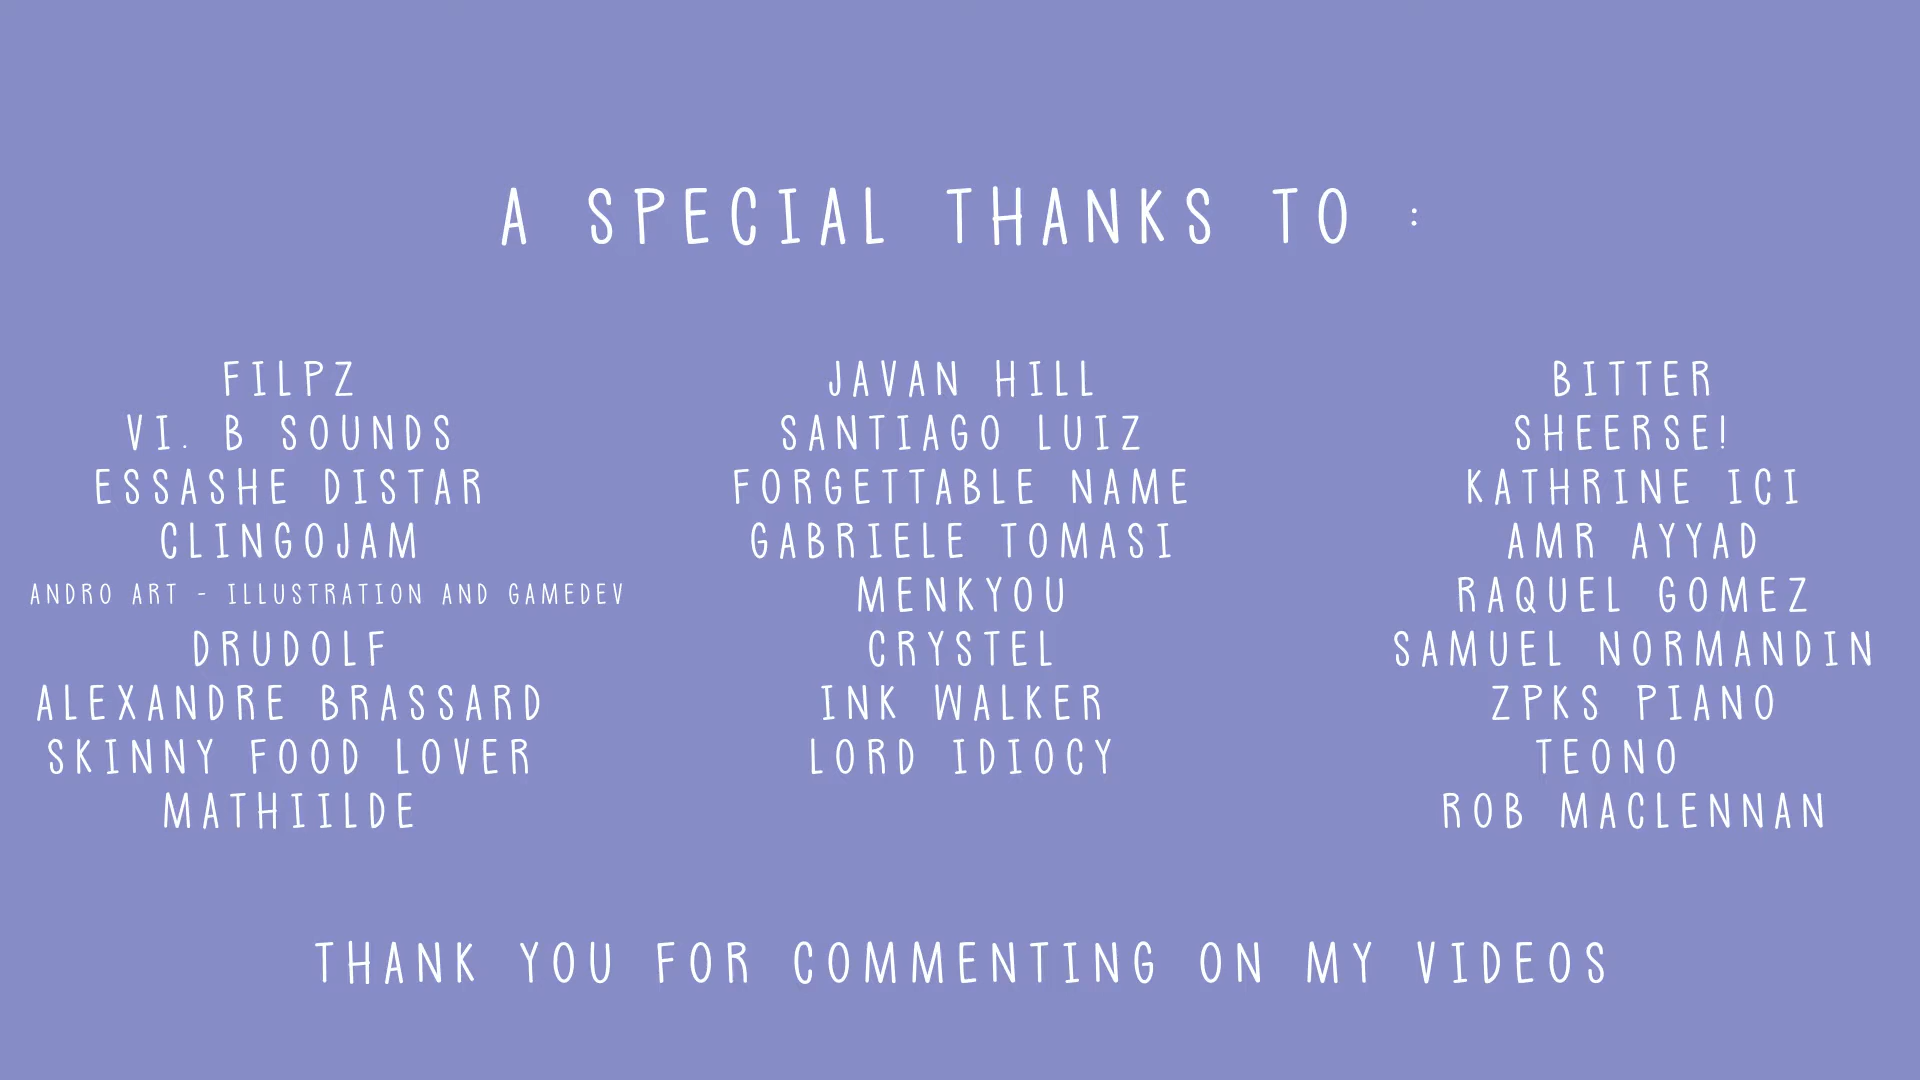 A SPECIAL THANKS TO :
FILPZ
VI. B SOUNDS
ESSASHE DISTAR
CLINGOJAM
ANDRO ART - ILLUSTRATION AND GAMEDEV
DRUDOLF
ALEXANDRE BRASSARD
SKINNY FOOD LOVER
MATHIILDE
JAVAN HILL
SANTIAGO LUIZ
FORGETTABLE NAME
GABRIELE TOMASI
MENKYOU
CRYSTEL
INK WALKER
LORD IDIOCY
BITTER
SHEERSE!
KATHRINE ICI
AMR AYYAD
RAQUEL GOMEZ
SAMUEL NORMANDIN
ZPKS PIANO
TEONO
ROB MACLENNAN
THANK YOU FOR COMMENTING ON MY VIDEOS